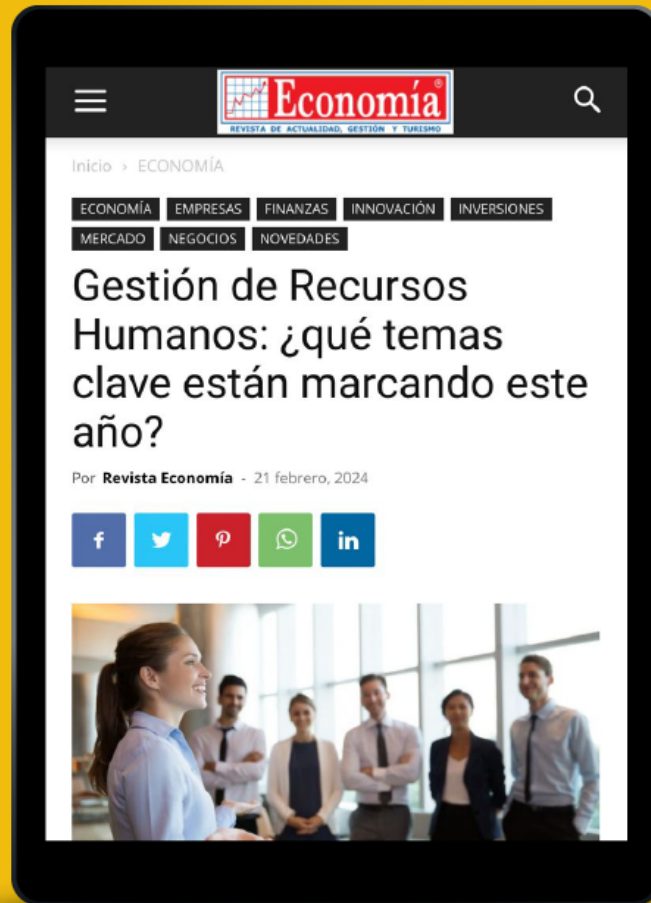 Economía®
REVISTA DE ACTUALIDAD, GESTIÓN Y TURISMO
Inicio › ECONOMÍA
ECONOMÍA EMPRESAS FINANZAS INNOVACIÓN INVERSIONES
MERCADO NEGOCIOS NOVEDADES
Gestión de Recursos
Humanos: ¿qué temas
clave están marcando este
año?
Por Revista Economía - 21 febrero, 2024
f in